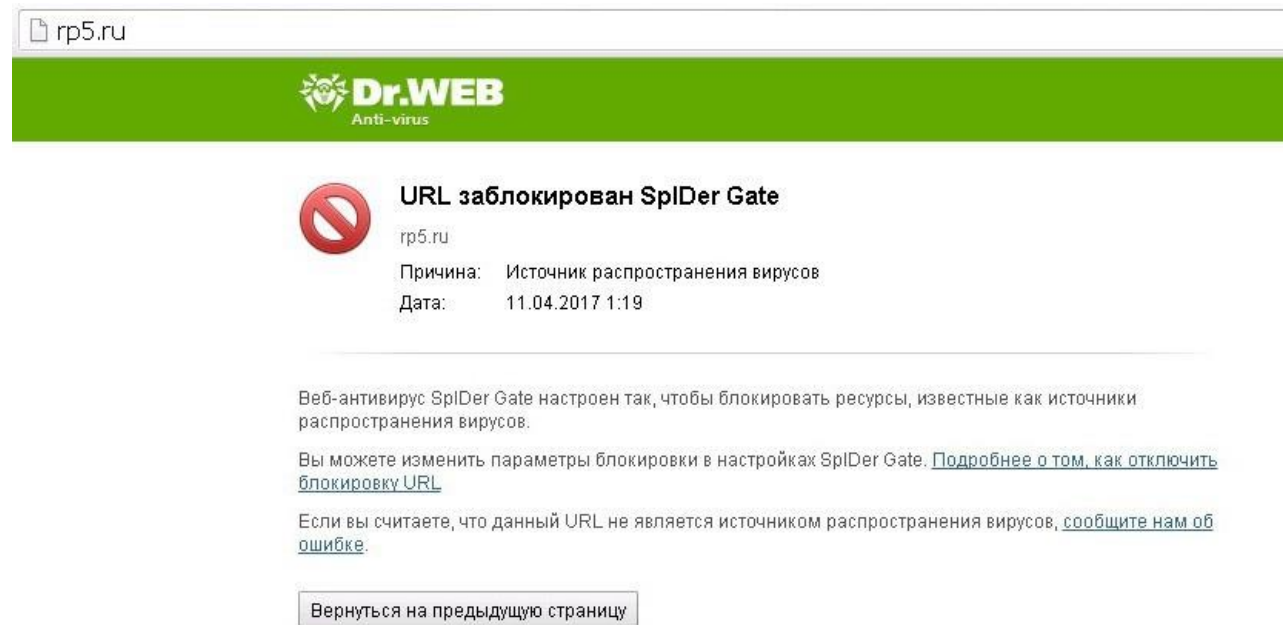 rp5.ru
Dr.WEB
Anti-virus
URL заблокирован SpIDer Gate
rp5.ru
Причина: Источник распространения вирусов
Дата: 11.04.2017 1:19
Веб-антивирус SpIDer Gate настроен так, чтобы блокировать ресурсы, известные как источники
распространения вирусов.
Вы можете изменить параметры блокировки в настройках SpIDer Gate. Подробнее о том, как отключить
блокировку URL
Если вы считаете, что данный URL не является источником распространения вирусов, сообщите нам об
ошибке.
Вернуться на предыдущую страницу